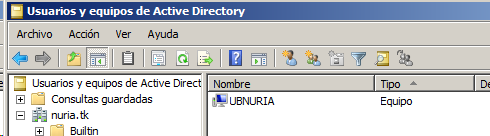 Usuarios y equipos de Active Directory
Archivo Acción Ver Ayuda
Usuarios y equipos de Active Direct
Consultas guardadas
nuria.tk
Builtin
Nombre Tipo De
UBNURIA Equipo